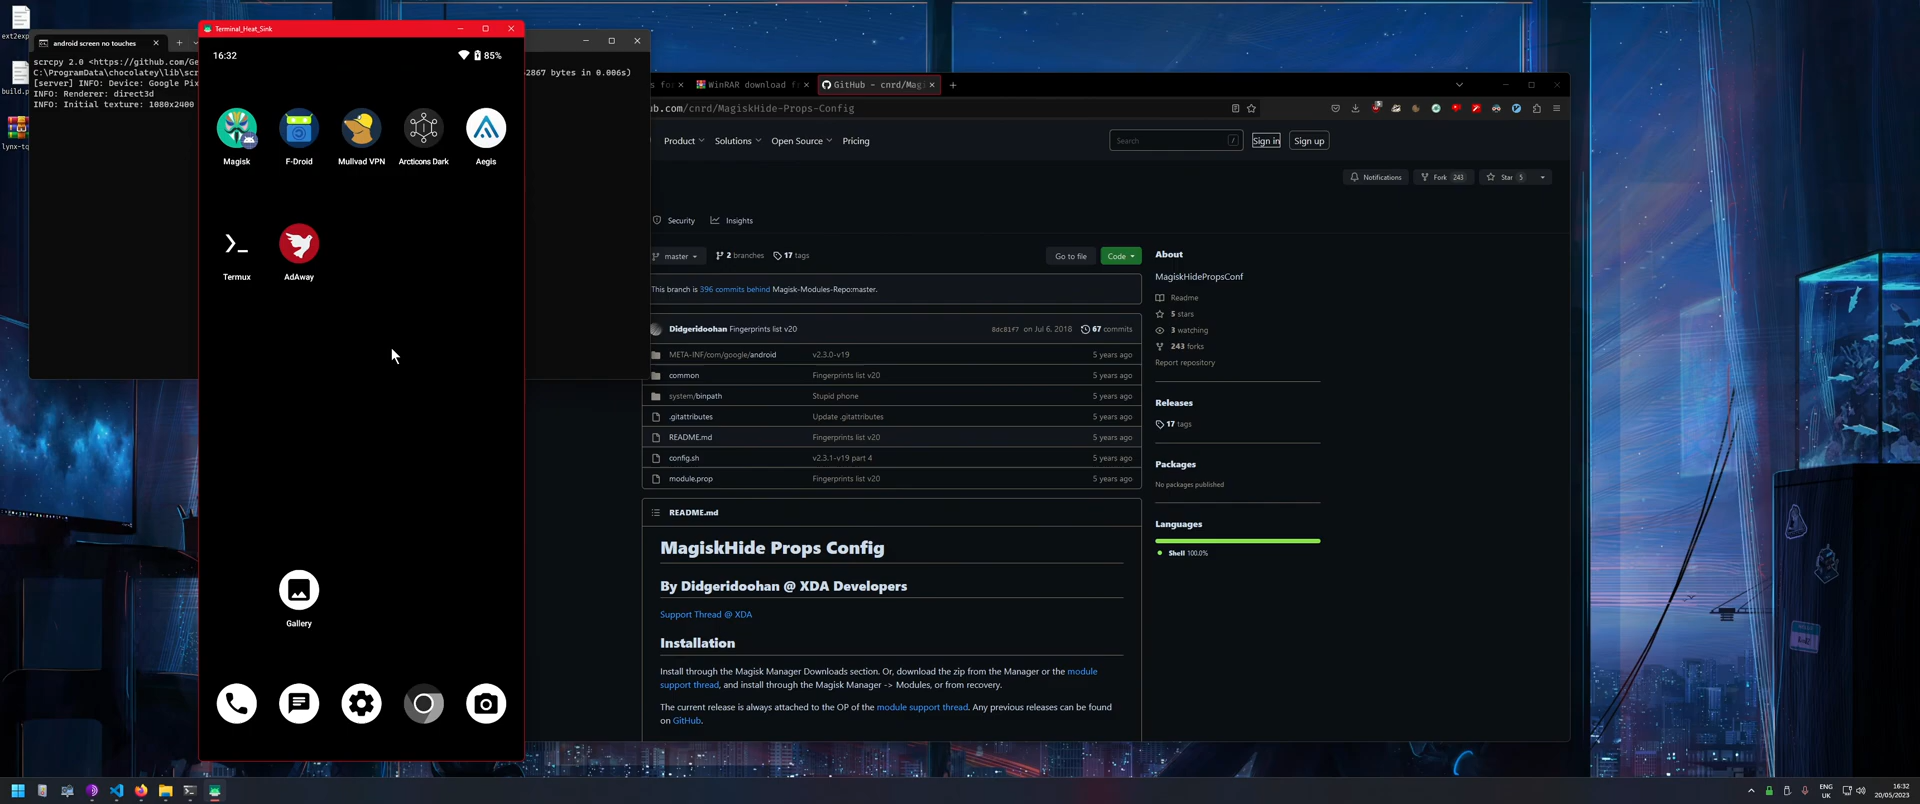 ext2exp
build.p
lynx-tq
android screen no touches
scrcpy 2.0 <https://github.com/Ge
C:\ProgramData\chocolatey\lib\scr
2867 bytes in 0.006s)
[server] INFO: Device: Google Pix
INFO: Renderer: direct3d
INFO: Initial texture: 1080x2400
Terminal_Heat_Sink
16:32
85%
Magisk
F-Droid
Mullvad VPN
Arcticons Dark
Aegis
Termux
AdAway
Gallery
s for
WinRAR download f
GitHub - cnrd/Mag
b.com/cnrd/MagiskHide-Props-Config
Product
Solutions
Open Source
Pricing
Search
/
Sign in
Sign up
Notifications
Fork 243
Star 5
Security
Insights
master
2 branches
17 tags
Go to file
Code
This branch is 396 commits behind Magisk-Modules-Repo:master.
Didgeridoohan Fingerprints list v20
8dc81f7 on Jul 6, 2018
67 commits
META-INF/com/google/android v2.3.0-v19 5 years ago
common Fingerprints list v20 5 years ago
system/binpath Stupid phone 5 years ago
.gitattributes Update .gitattributes 5 years ago
README.md Fingerprints list v20 5 years ago
config.sh v2.3.1-v19 part 4 5 years ago
module.prop Fingerprints list v20 5 years ago
README.md
MagiskHide Props Config
By Didgeridoohan @ XDA Developers
Support Thread @ XDA
Installation
Install through the Magisk Manager Downloads section. Or, download the zip from the Manager or the module
support thread, and install through the Magisk Manager -> Modules, or from recovery.
The current release is always attached to the OP of the module support thread. Any previous releases can be found
on GitHub.
About
MagiskHidePropsConf
Readme
5 stars
3 watching
243 forks
Report repository
Releases
17 tags
Packages
No packages published
Languages
Shell 100.0%
ENG
UK
16:32
20/05/2023